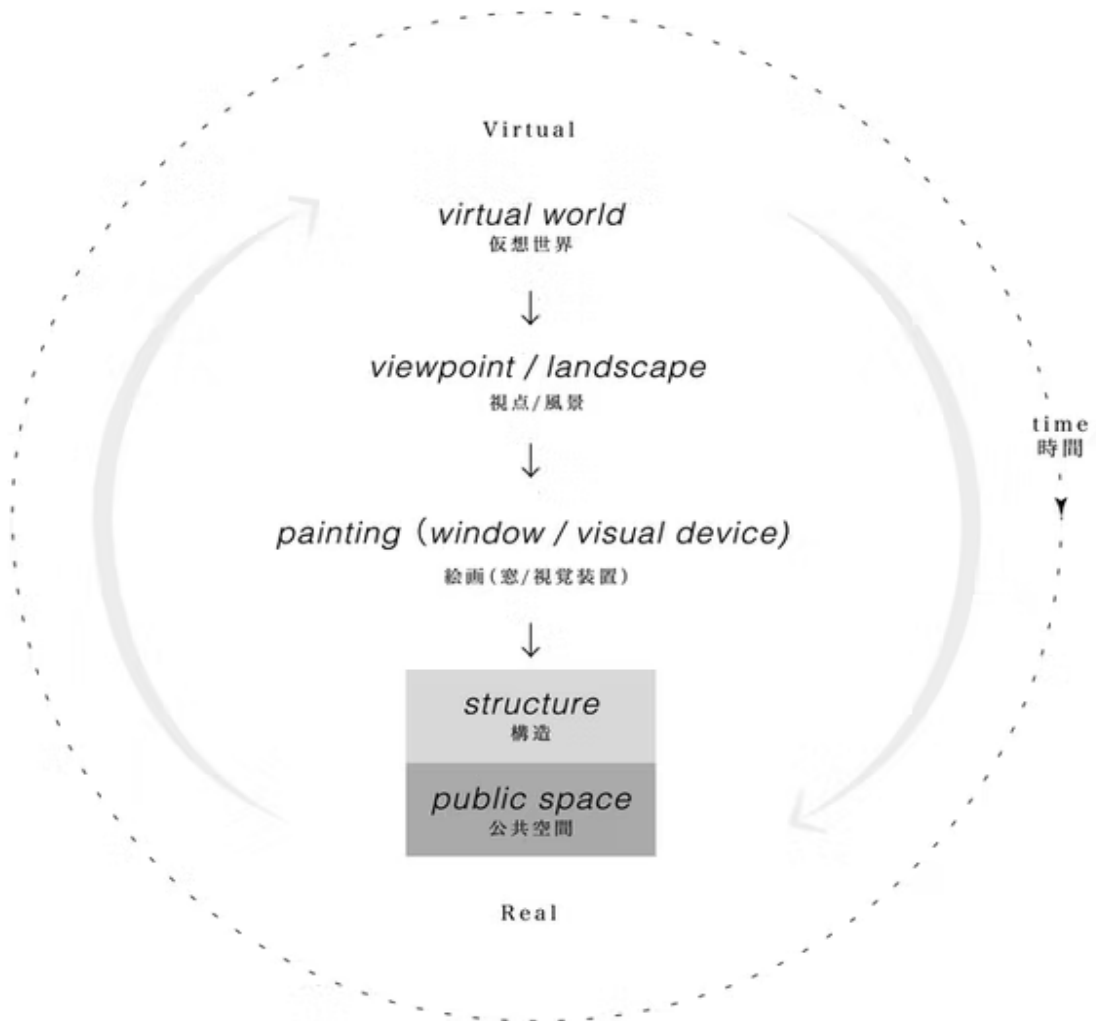 Virtual
virtual world
仮想世界
viewpoint / landscape
視点/風景
time
時間
painting（window / visual device)
絵画(窓/視覚装置)
structure
構造
public space
公共空間
Real